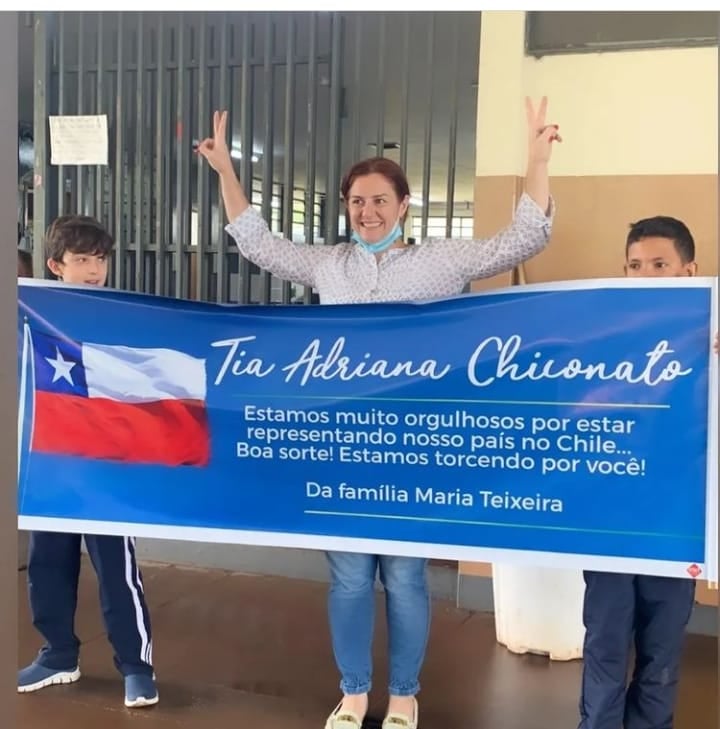 Tia Adriana Chiconato
Estamos muito orgulhosos por estar
representando nosso país no Chile...
Boa sorte! Estamos torcendo por você!
Da família Maria Teixeira